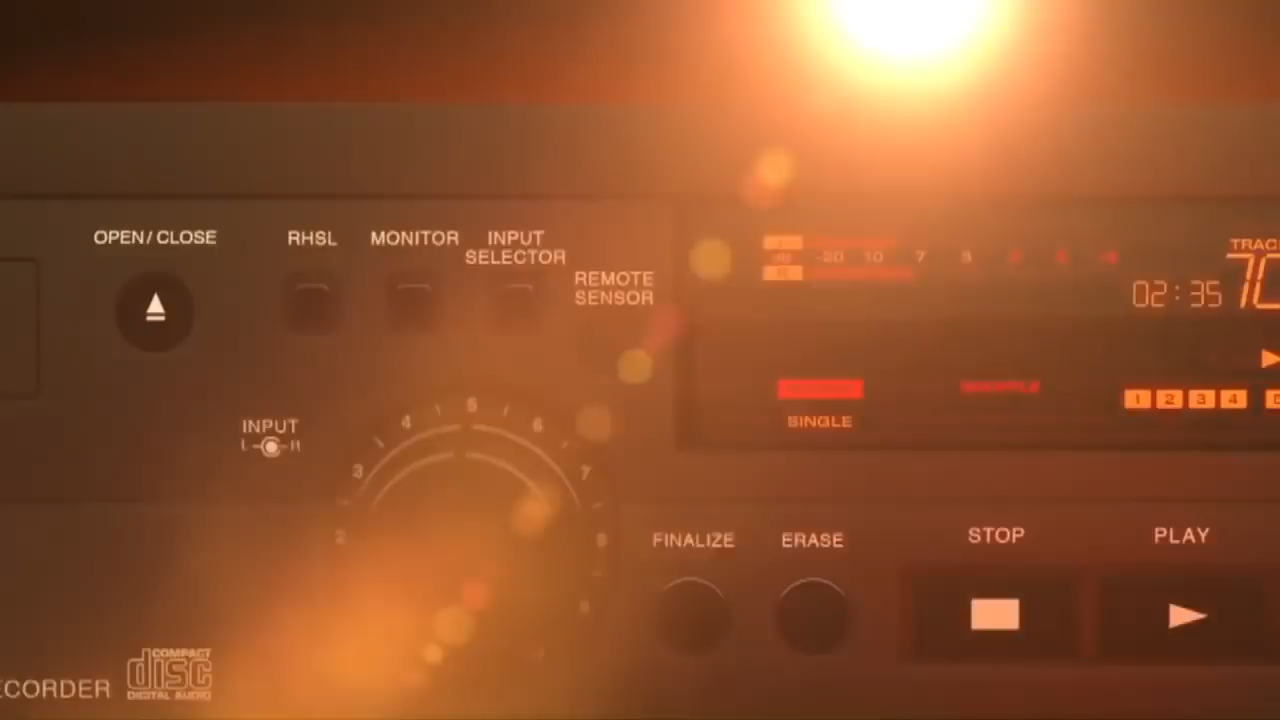 OPEN / CLOSE
RHSL
MONITOR
INPUT
SELECTOR
REMOTE
SENSOR
-20 10 7
02:35
SINGLE
1 2 3 4
INPUT
L R
2 3 4 5 6 7
FINALIZE
ERASE
STOP
PLAY
COMPACT
disc
DIGITAL AUDIO